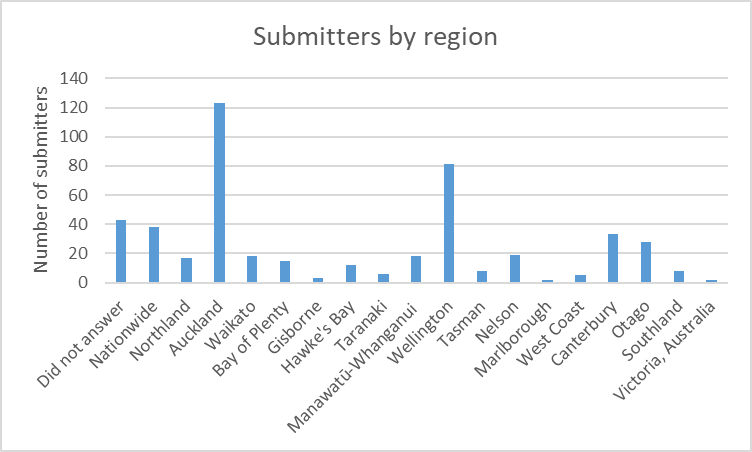 Submitters by region
Number of submitters
140
120
100
80
60
40
20
0
Did not answer
Nationwide
Northland
Auckland
Waikato
Bay of Plenty
Gisborne
Hawke's Bay
Taranaki
Manawatū-Whanganui
Wellington
Tasman
Nelson
Marlborough
West Coast
Canterbury
Otago
Southland
Victoria, Australia